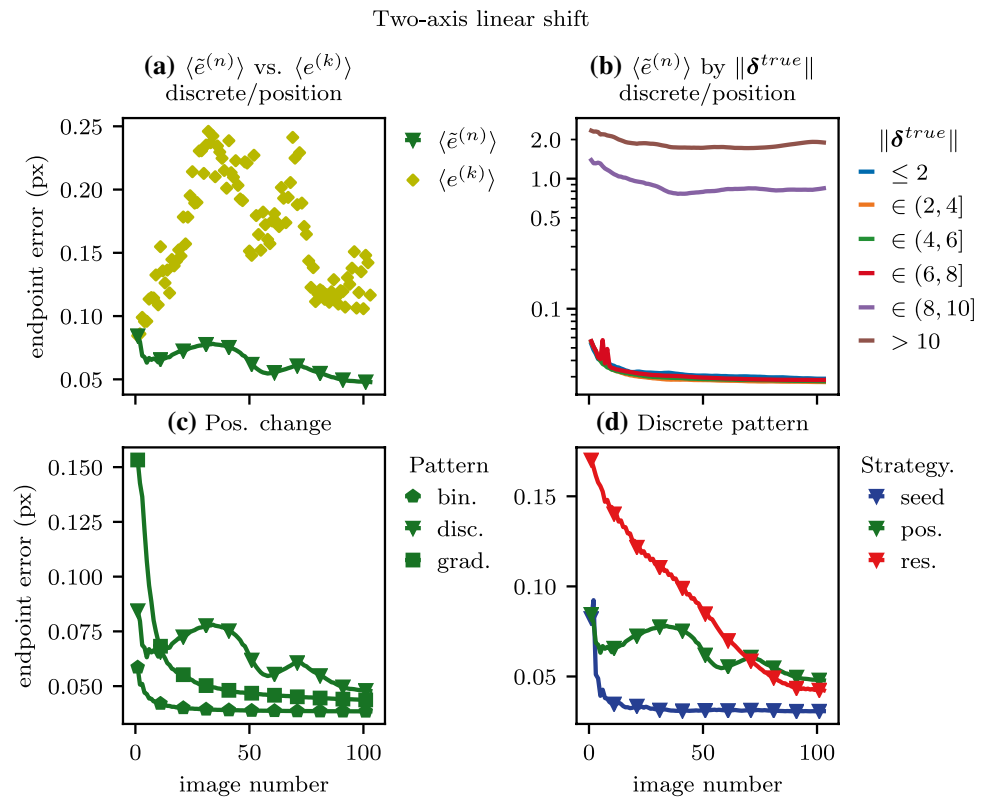 Two-axis linear shift
(a) ⟨ẽ⁽ⁿ⁾⟩ vs. ⟨e⁽ᵏ⁾⟩
discrete/position
(b) ⟨ẽ⁽ⁿ⁾⟩ by ‖δᵗʳᵘᵉ‖
discrete/position
endpoint error (px)
0.25
0.20
0.15
0.10
0.05
⟨ẽ⁽ⁿ⁾⟩
⟨e⁽ᵏ⁾⟩
2.0
1.0
0.5
0.1
‖δᵗʳᵘᵉ‖
≤ 2
∈ (2, 4]
∈ (4, 6]
∈ (6, 8]
∈ (8, 10]
> 10
(c) Pos. change
(d) Discrete pattern
endpoint error (px)
0.150
0.125
0.100
0.075
0.050
Pattern
bin.
disc.
grad.
0.15
0.10
0.05
Strategy.
seed
pos.
res.
0
50
100
image number
0
50
100
image number